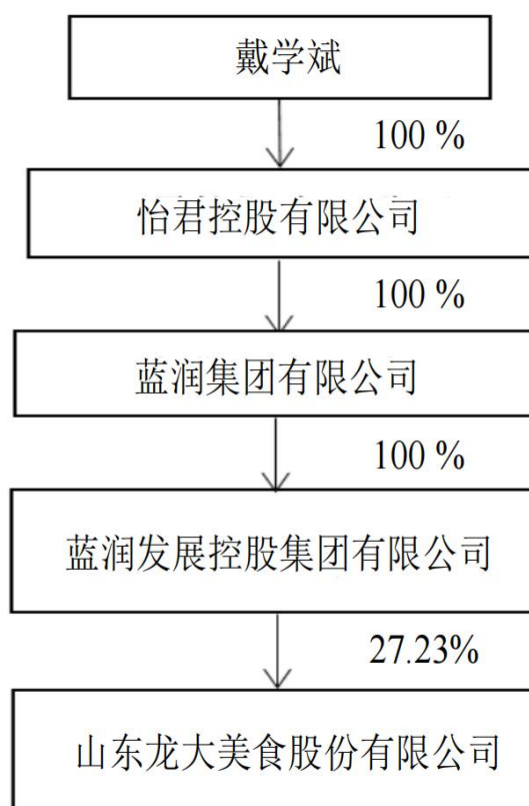 戴学斌
100 %
怡君控股有限公司
100 %
蓝润集团有限公司
100 %
蓝润发展控股集团有限公司
27.23%
山东龙大美食股份有限公司